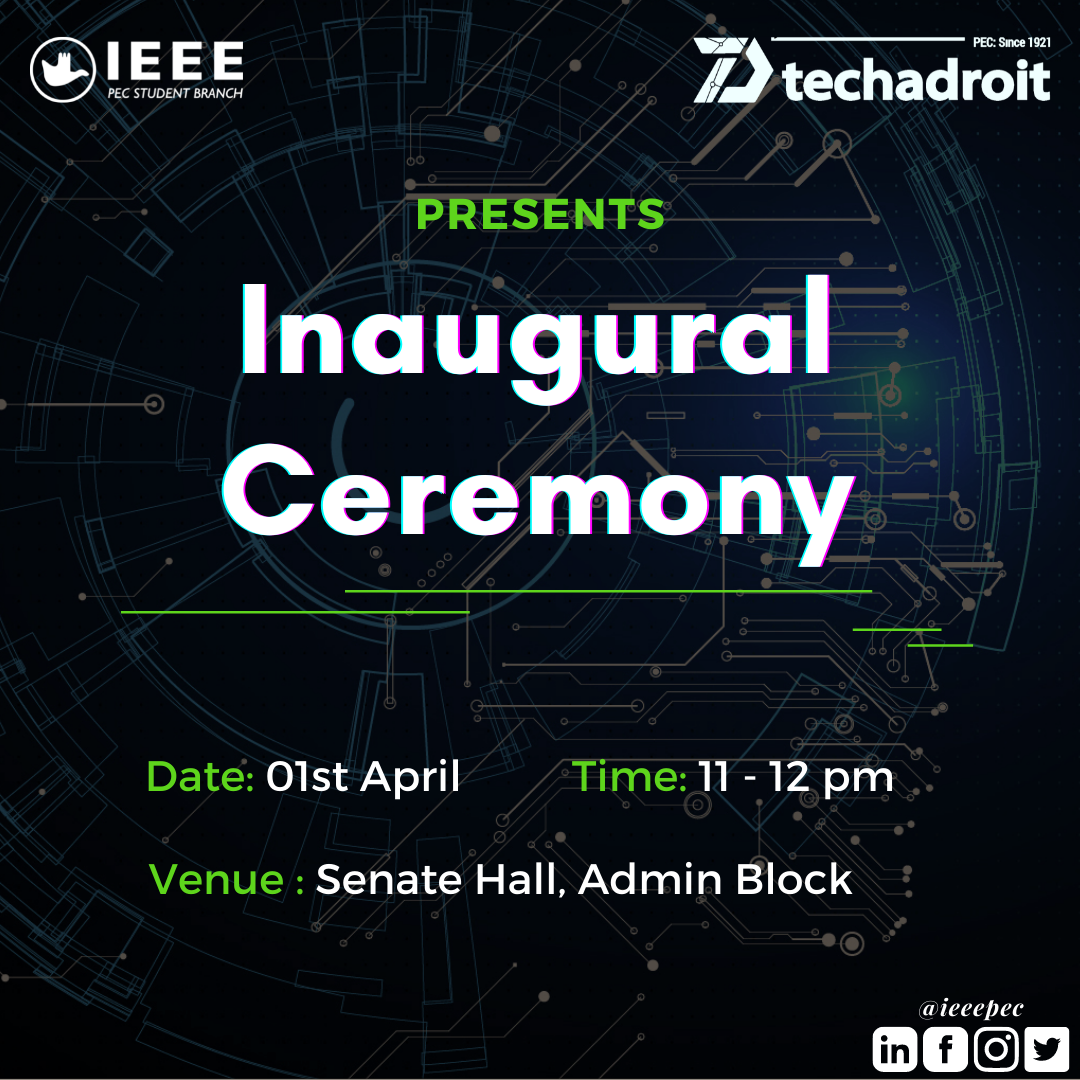 IEEE
PEC STUDENT BRANCH
PEC: Since 1921
techadroit
PRESENTS
Inaugural
Ceremony
Date: 01st April
Time: 11 - 12 pm
Venue : Senate Hall, Admin Block
@ieeepec
in f